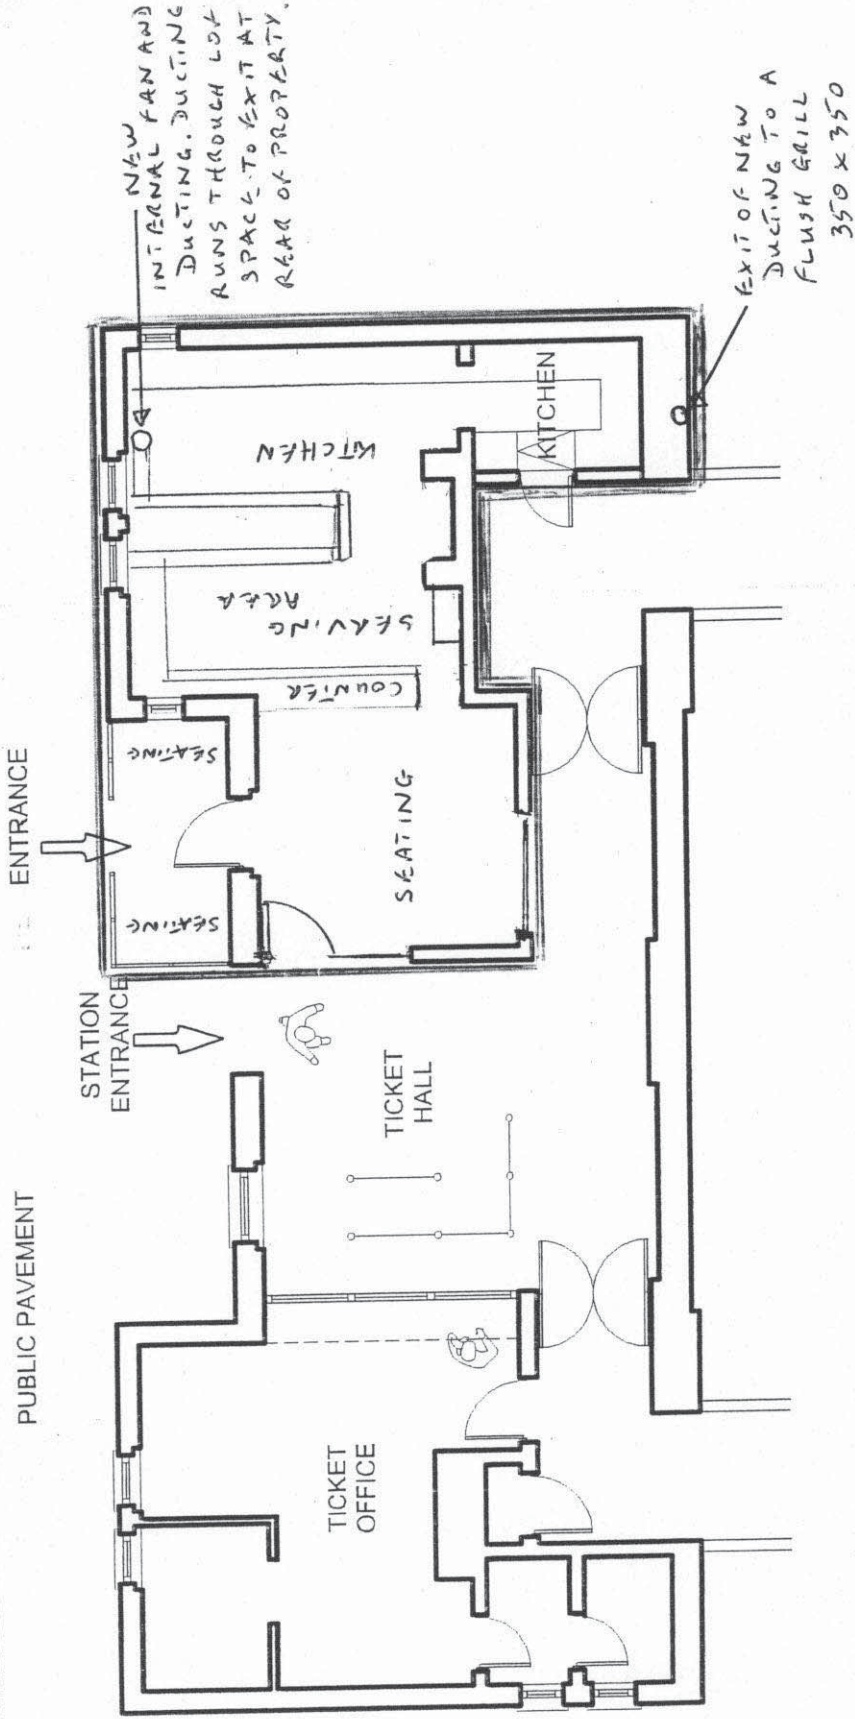 PUBLIC PAVEMENT
STATION
ENTRANCE
ENTRANCE
NEW
INTERNAL FAN AND
DUCTING. DUCTING
RUNS THROUGH LOF
SPACE TO EXIT AT
REAR OF PROPERTY.
TICKET
OFFICE
TICKET
HALL
SEATING
SEATING
SEATING
COUNTER
SERVING
AREA
KITCHEN
KITCHEN
EXIT OF NEW
DUCTING TO A
FLUSH GRILL
350 X 350